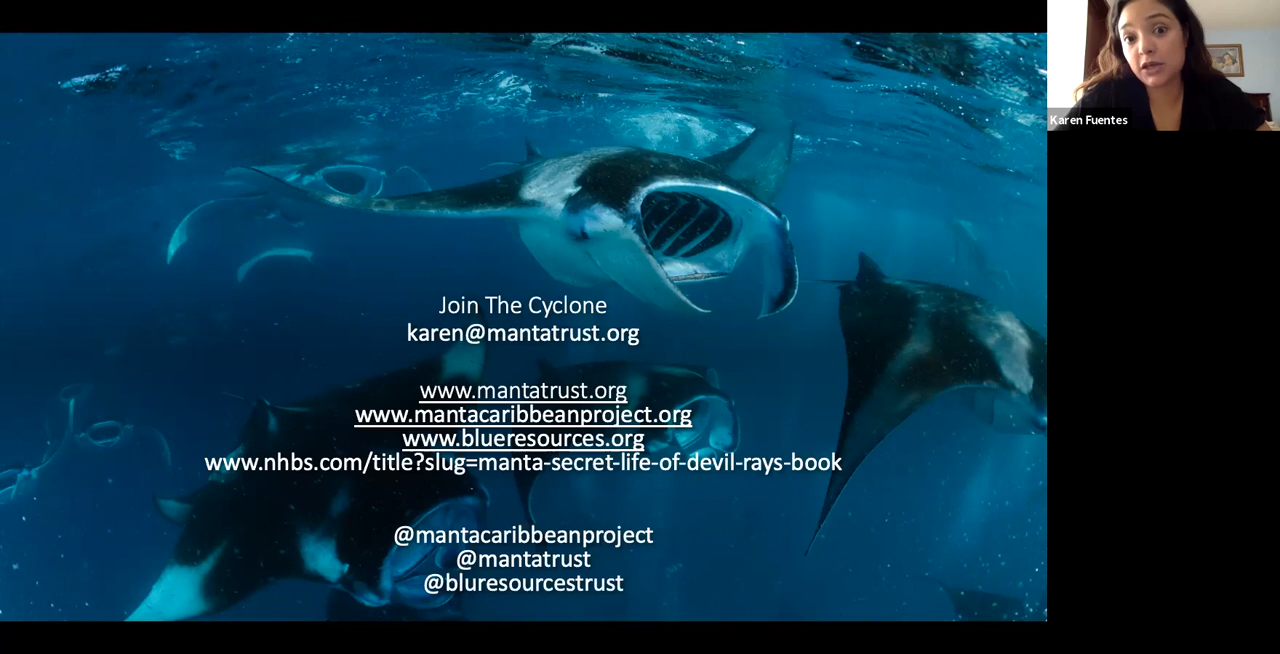 Karen Fuentes
Join The Cyclone
karen@mantatrust.org
www.mantatrust.org
www.mantacaribbeanproject.org
www.blueresources.org
www.nhbs.com/title?slug=manta-secret-life-of-devil-rays-book
@mantacaribbeanproject
@mantatrust
@bluresourcestrust